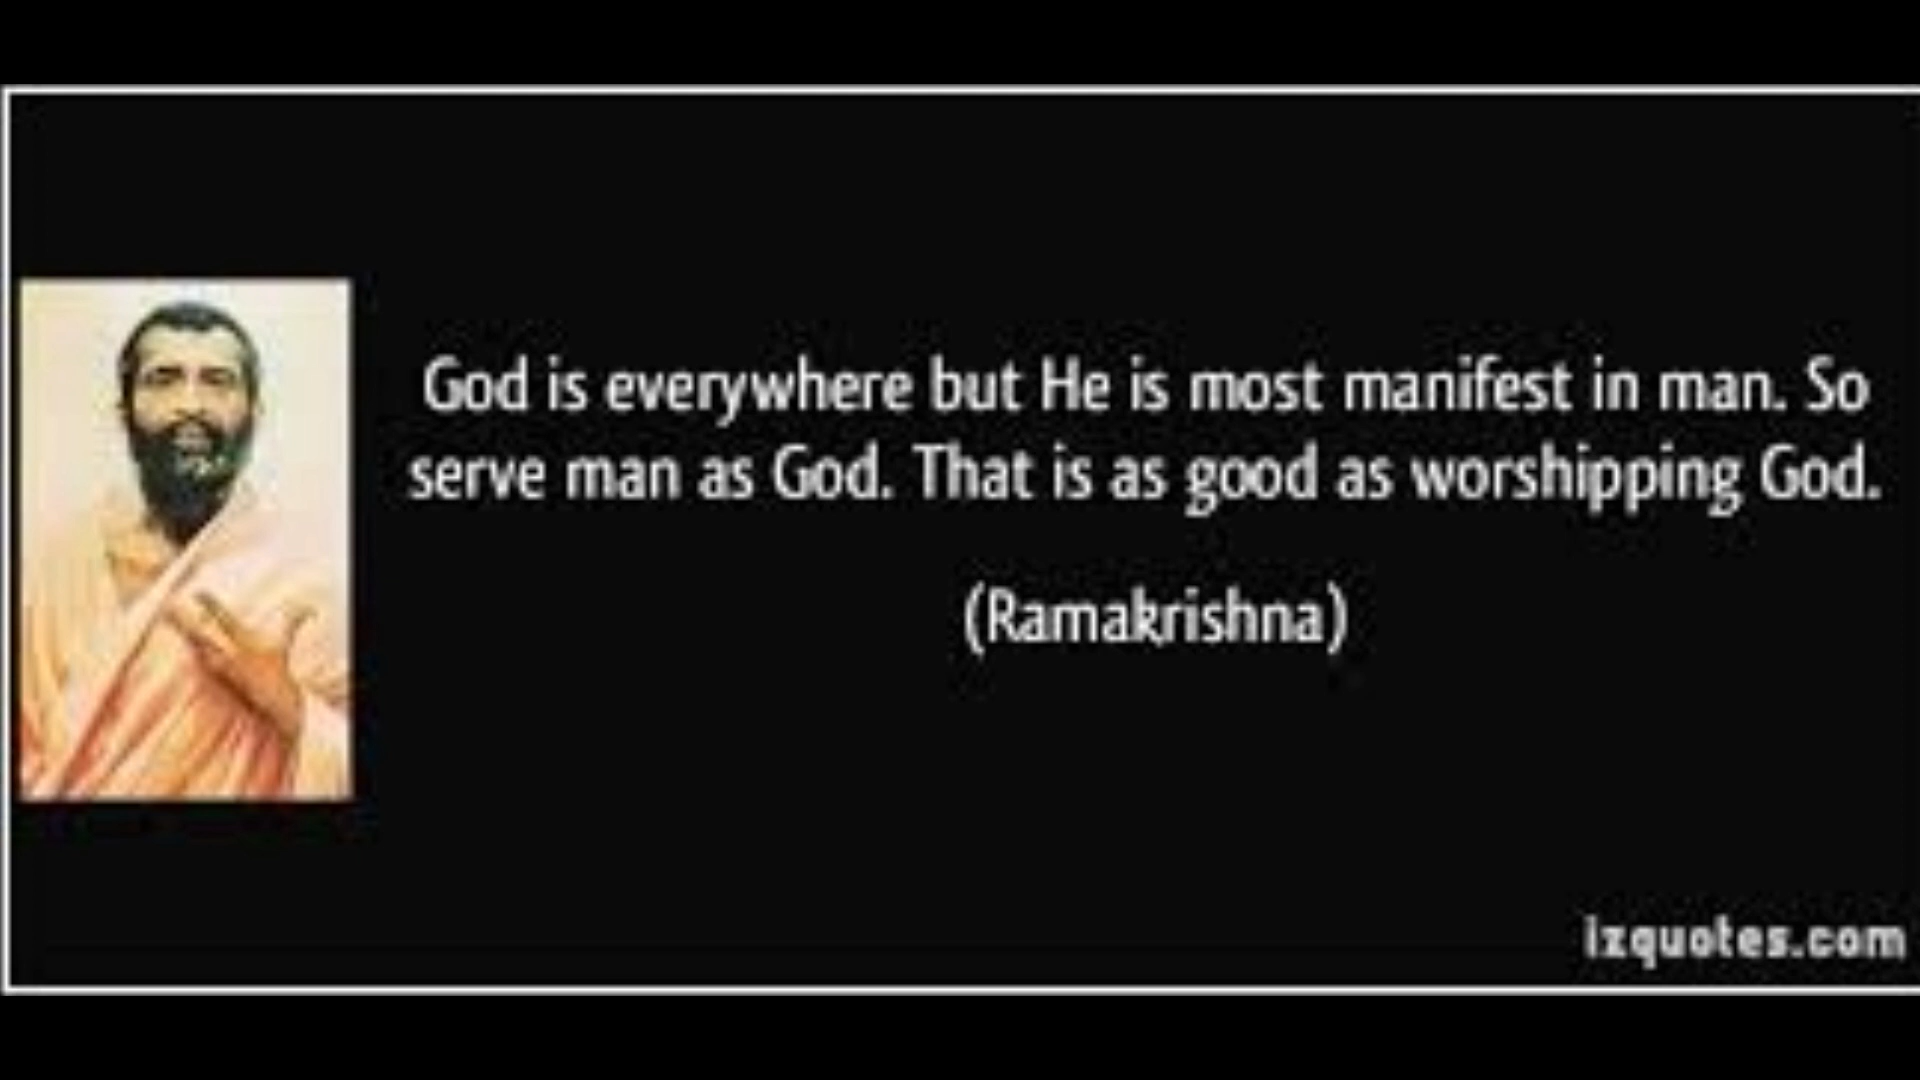 God is everywhere but He is most manifest in man. So
serve man as God. That is as good as worshipping God.
(Ramakrishna)
izquotes.com